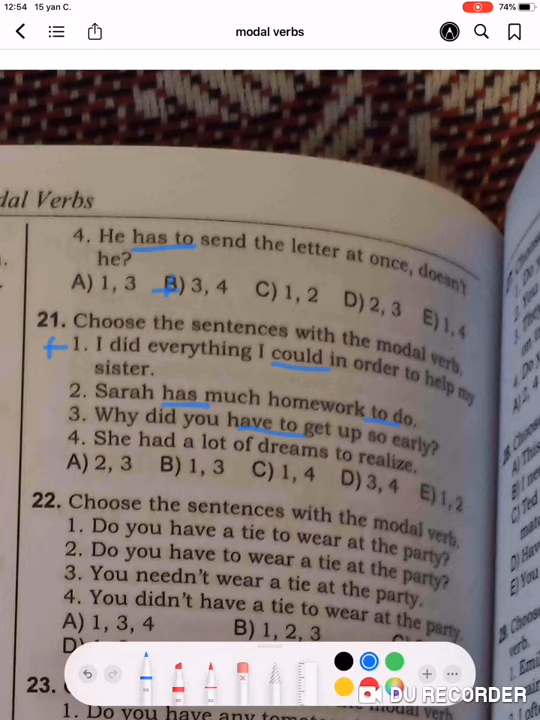 12:54 15 yan C. 74%
modal verbs
dal Verbs
4. He has to send the letter at once, doesn't
he?
A) 1, 3 B) 3, 4 C) 1, 2 D) 2, 3 E) 1, 4
21. Choose the sentences with the modal verb.
1. I did everything I could in order to help my
sister.
2. Sarah has much homework to do.
3. Why did you have to get up so early?
4. She had a lot of dreams to realize.
A) 2, 3 B) 1, 3 C) 1, 4 D) 3, 4 E) 1, 2
22. Choose the sentences with the modal verb.
1. Do you have a tie to wear at the party?
2. Do you have to wear a tie at the party?
3. You needn't wear a tie at the party.
4. You didn't have a tie to wear at the party.
A) 1, 3, 4 B) 1, 2, 3
DU RECORDER
23.
1. Do you have any